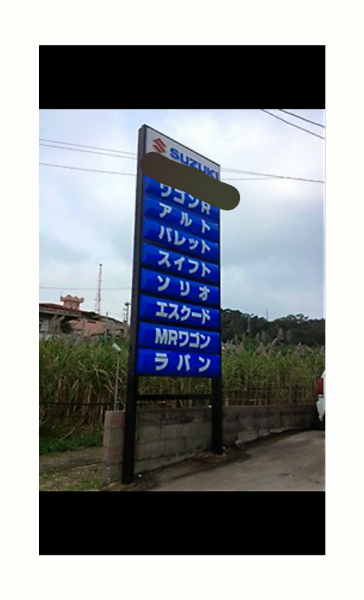 SUZUKI
ワゴンR
アルト
パレット
スイフト
ソリオ
エスクード
MRワゴン
ラパン